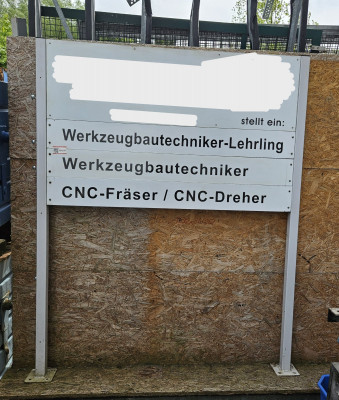 stellt ein:
Werkzeugbautechniker-Lehrling
Werkzeugbautechniker
CNC-Fräser / CNC-Dreher